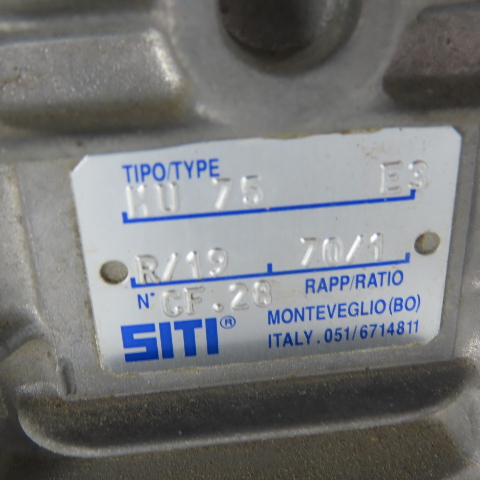 TIPO/TYPE
MU 75 E3
R/19 70/1
RAPP/RATIO
N° CF.28
SITI®
MONTEVEGLIO(BO)
ITALY.051/6714811